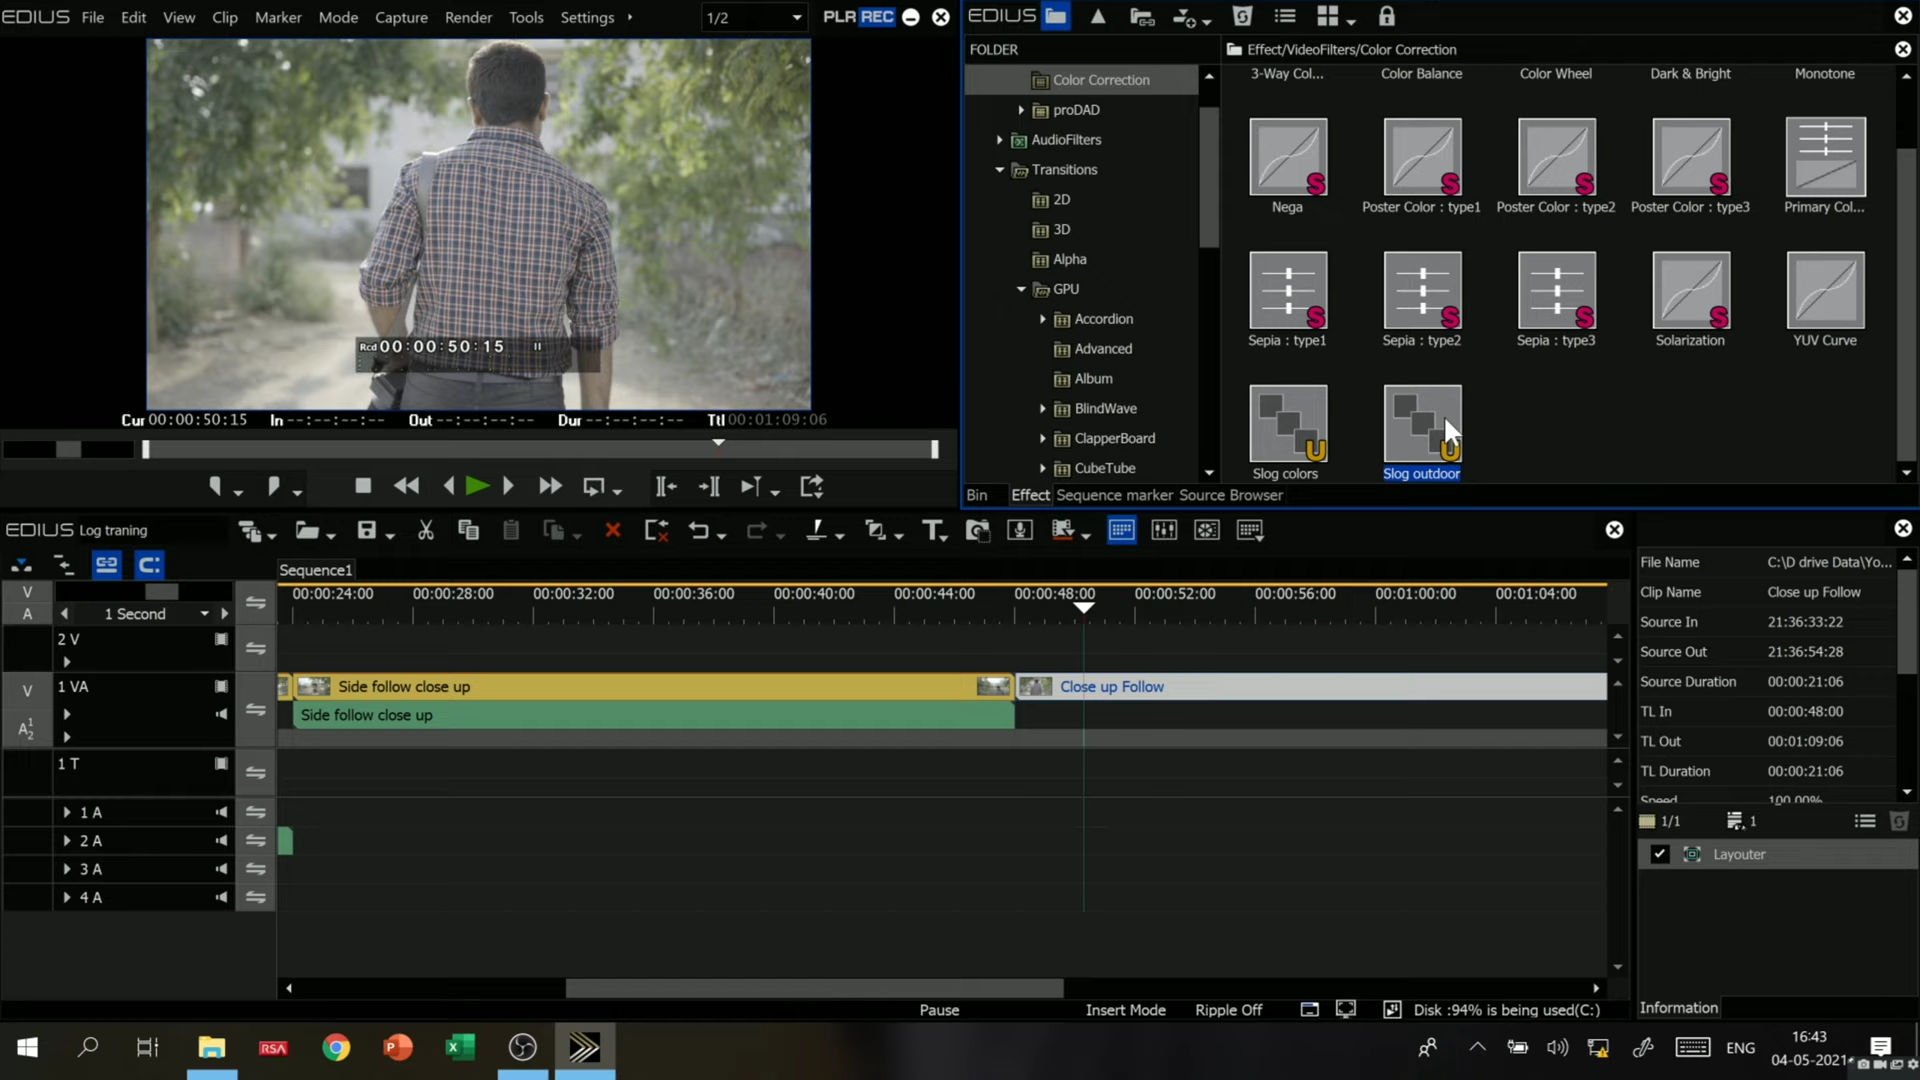 EDIUS File Edit View Clip Marker Mode Capture Render Tools Settings 1/2 PLR REC
Rcd 00:00:50:15
Cur 00:00:50:15 In --:--:--:-- Out --:--:--:-- Dur --:--:--:-- Ttl 00:01:09:06
EDIUS
FOLDER
Color Correction
proDAD
AudioFilters
Transitions
2D
3D
Alpha
GPU
Accordion
Advanced
Album
BlindWave
ClapperBoard
CubeTube
Effect/VideoFilters/Color Correction
3-Way Col... Color Balance Color Wheel Dark & Bright Monotone
S S S S
Nega Poster Color : type1 Poster Color : type2 Poster Color : type3 Primary Col...
S S S S
Sepia : type1 Sepia : type2 Sepia : type3 Solarization YUV Curve
U U
Slog colors Slog outdoor
Bin Effect Sequence marker Source Browser
EDIUS Log traning
Sequence1
V
A
1 Second
00:00:24:00 00:00:28:00 00:00:32:00 00:00:36:00 00:00:40:00 00:00:44:00 00:00:48:00 00:00:52:00 00:00:56:00 00:01:00:00 00:01:04:00
2 V
V 1 VA
A 1 2
Side follow close up Close up Follow
Side follow close up
1 T
1 A
2 A
3 A
4 A
File Name C:\D drive Data\Yo...
Clip Name Close up Follow
Source In 21:36:33:22
Source Out 21:36:54:28
Source Duration 00:00:21:06
TL In 00:00:48:00
TL Out 00:01:09:06
TL Duration 00:00:21:06
Speed 100.00%
1/1 1
Layouter
Information
Pause Insert Mode Ripple Off Disk :94% is being used(C:)
RSA
ENG
16:43
04-05-2021